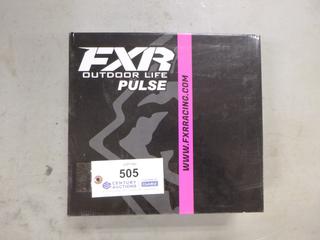 FXR
OUTDOOR LIFE
PULSE
WWW.FXRRACING.COM
505
CENTURY
AUCTIONS